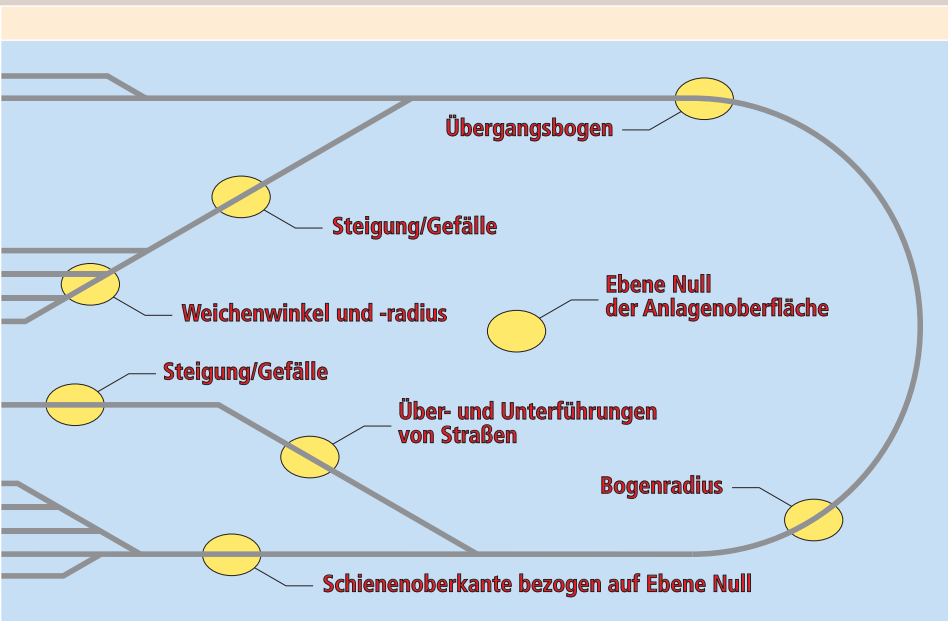 Übergangsbogen
Steigung/Gefälle
Ebene Null
der Anlagenoberfläche
Weichenwinkel und -radius
Steigung/Gefälle
Über- und Unterführungen
von Straßen
Bogenradius
Schienenoberkante bezogen auf Ebene Null